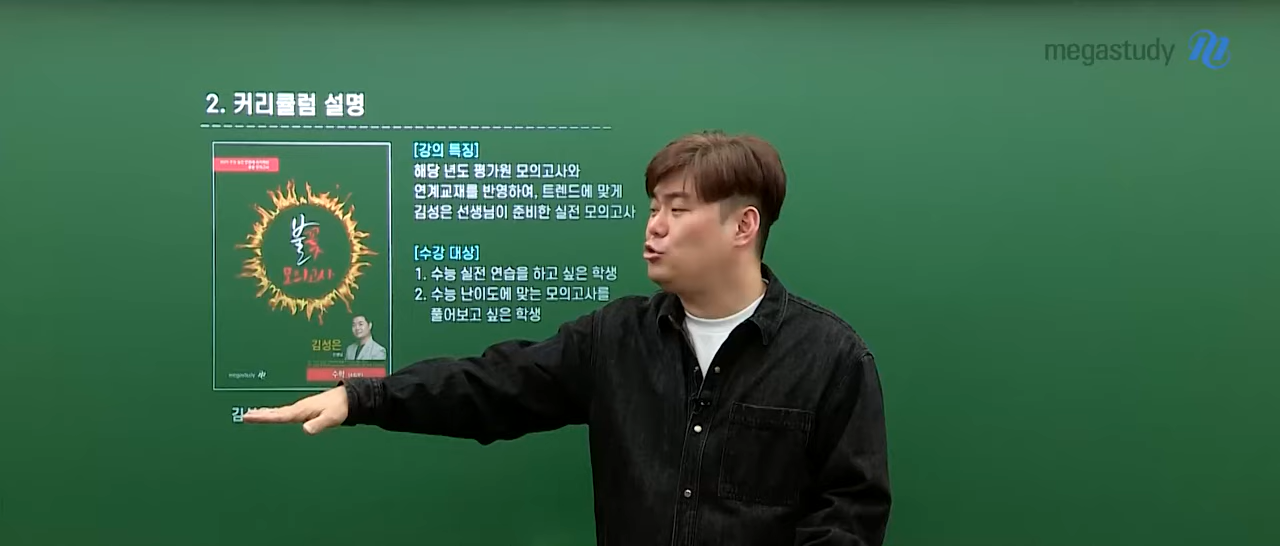 megastudy
2. 커리큘럼 설명
[강의 특징]
해당 년도 평가원 모의고사와
연계교재를 반영하여, 트렌드에 맞게
김성은 선생님이 준비한 실전 모의고사
[수강 대상]
1. 수능 실전 연습을 하고 싶은 학생
2. 수능 난이도에 맞는 모의고사를
풀어보고 싶은 학생
불꽃
모의고사
김성은
megastudy
수학
김